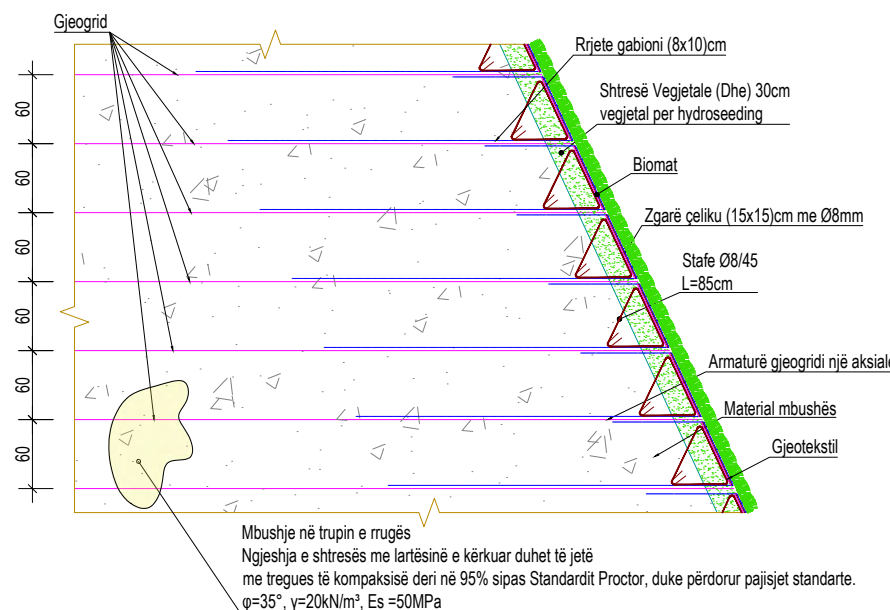 Gjeogrid
Rrjete gabioni (8x10)cm
Shtresë Vegjetale (Dhe) 30cm
vegjetal per hydroseeding
Biomat
Zgarë çeliku (15x15)cm me Ø8mm
Stafe Ø8/45
L=85cm
Armaturë gjeogridi një aksiale
Material mbushës
Gjeotekstil
60
60
60
60
60
60
Mbushje në trupin e rrugës
Ngjeshja e shtresës me lartësinë e kërkuar duhet të jetë
me tregues të kompaksisë deri në 95% sipas Standardit Proctor, duke përdorur pajisjet standarte.
φ=35°, γ=20kN/m³, Es =50MPa